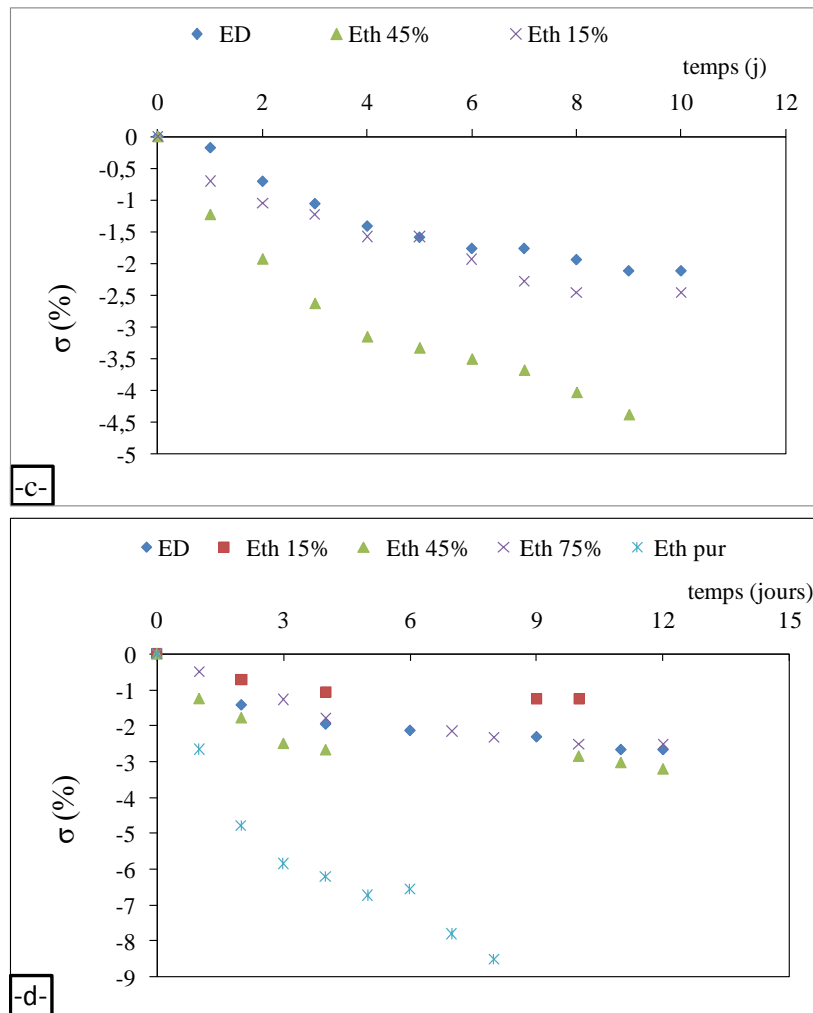 ED Eth 45% Eth 15%
temps (j)
0 2 4 6 8 10 12
0
-0,5
-1
-1,5
-2
-2,5
-3
-3,5
-4
-4,5
-5
σ (%)
-c-
ED Eth 15% Eth 45% Eth 75% Eth pur
temps (jours)
0 3 6 9 12 15
0
-1
-2
-3
-4
-5
-6
-7
-8
-9
σ (%)
-d-